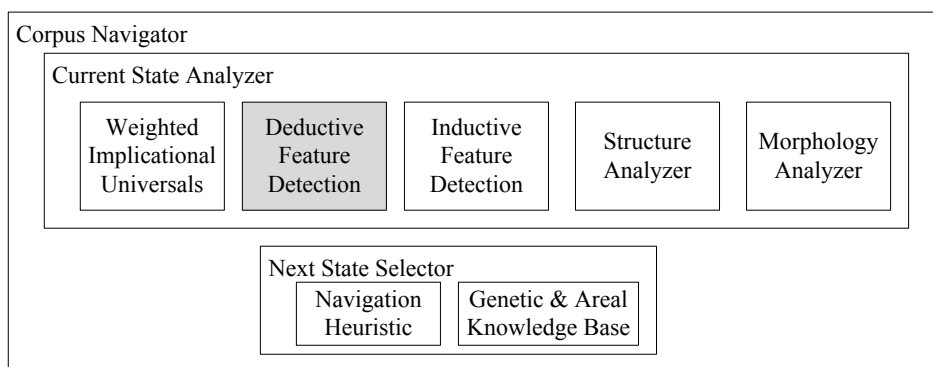 Corpus Navigator
Current State Analyzer
Weighted
Implicational
Universals
Deductive
Feature
Detection
Inductive
Feature
Detection
Structure
Analyzer
Morphology
Analyzer
Next State Selector
Navigation
Heuristic
Genetic & Areal
Knowledge Base